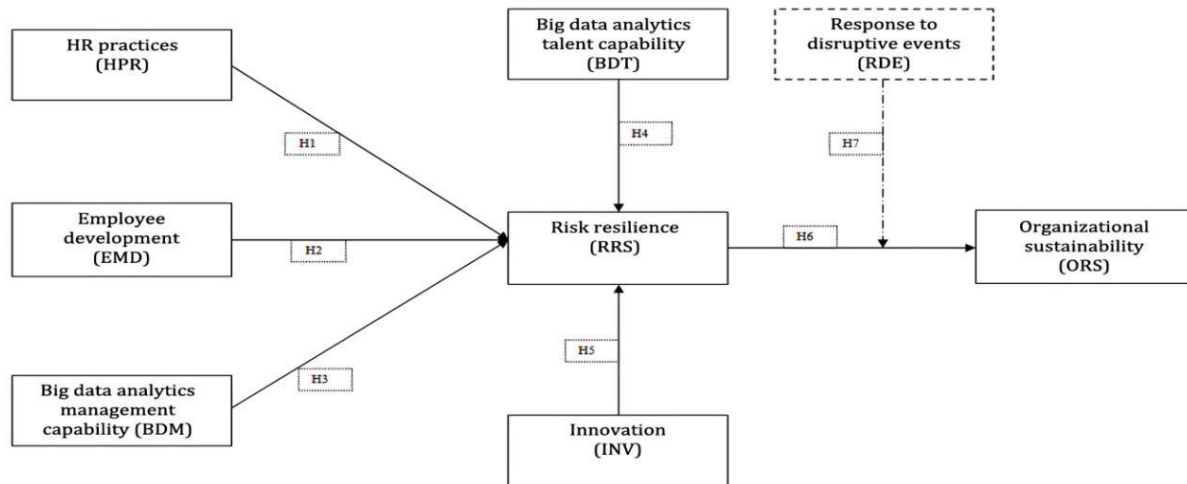 HR practices
(HPR)
Big data analytics
talent capability
(BDT)
Response to
disruptive events
(RDE)
H1
H4
H7
Employee
development
(EMD)
H2
Risk resilience
(RRS)
H6
Organizational
sustainability
(ORS)
H3
H5
Big data analytics
management
capability (BDM)
Innovation
(INV)